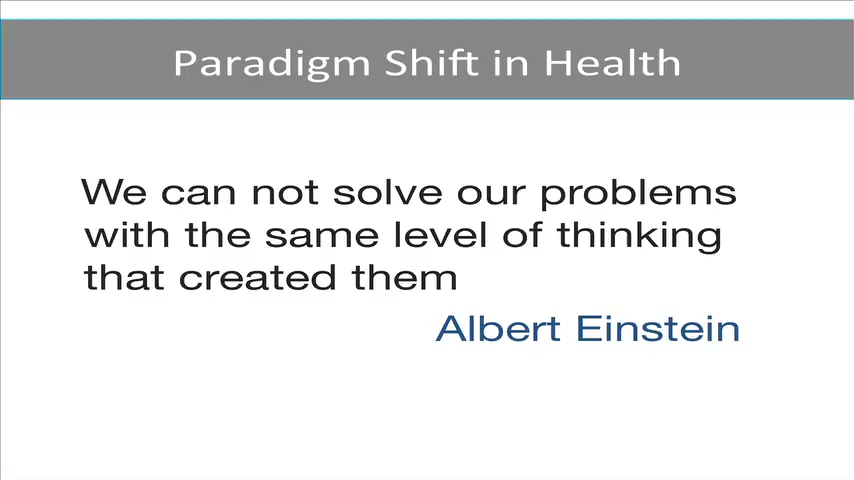 Paradigm Shift in Health
We can not solve our problems
with the same level of thinking
that created them
Albert Einstein